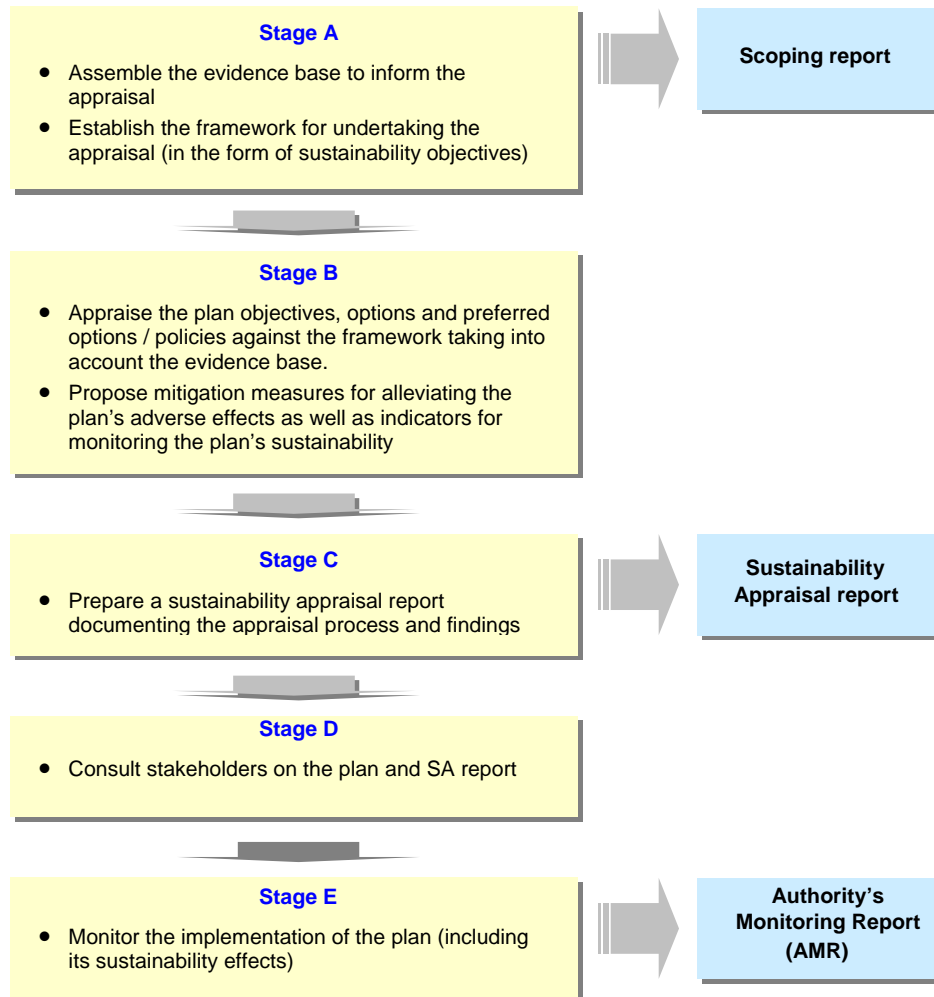 Stage A
• Assemble the evidence base to inform the
appraisal
• Establish the framework for undertaking the
appraisal (in the form of sustainability objectives)
Scoping report
Stage B
• Appraise the plan objectives, options and preferred
options / policies against the framework taking into
account the evidence base.
• Propose mitigation measures for alleviating the
plan’s adverse effects as well as indicators for
monitoring the plan’s sustainability
Stage C
• Prepare a sustainability appraisal report
documenting the appraisal process and findings
Sustainability
Appraisal report
Stage D
• Consult stakeholders on the plan and SA report
Stage E
• Monitor the implementation of the plan (including
its sustainability effects)
Authority’s
Monitoring Report
(AMR)